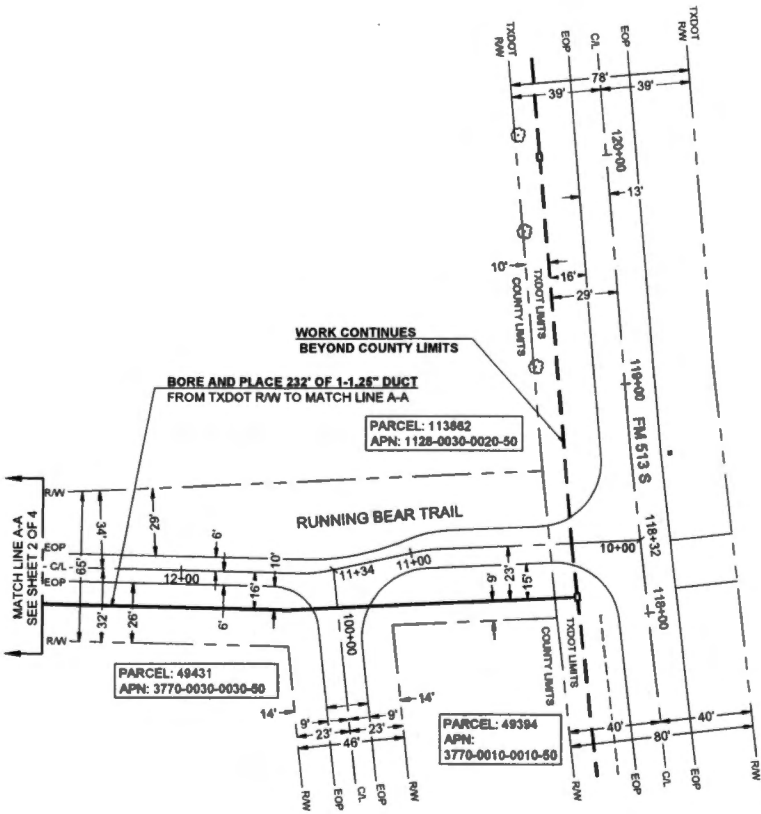 TXDOT
R/W
EOP
C/L
EOP
TXDOT
R/W
78'
39'
39'
120+00
13'
10'
16'
29'
TXDOT LIMITS
COUNTY LIMITS
WORK CONTINUES
BEYOND COUNTY LIMITS
BORE AND PLACE 232' OF 1-1.25" DUCT
FROM TXDOT R/W TO MATCH LINE A-A
119+00
FM 513 S
PARCEL: 113862
APN: 1128-0030-0020-50
118+32
118+00
MATCH LINE A-A
SEE SHEET 2 OF 4
R/W
EOP
C/L
EOP
R/W
34'
65'
32'
29'
26'
6'
6'
16'
10'
RUNNING BEAR TRAIL
12+00
11+34
11+00
10+00
9'
23'
15'
100+00
COUNTY LIMITS
TXDOT LIMITS
PARCEL: 49431
APN: 3770-0030-0030-50
14'
14'
9'
9'
23'
23'
46'
R/W
EOP
C/L
EOP
R/W
PARCEL: 49394
APN:
3770-0010-0010-50
40'
40'
80'
R/W
EOP
C/L
EOP
R/W